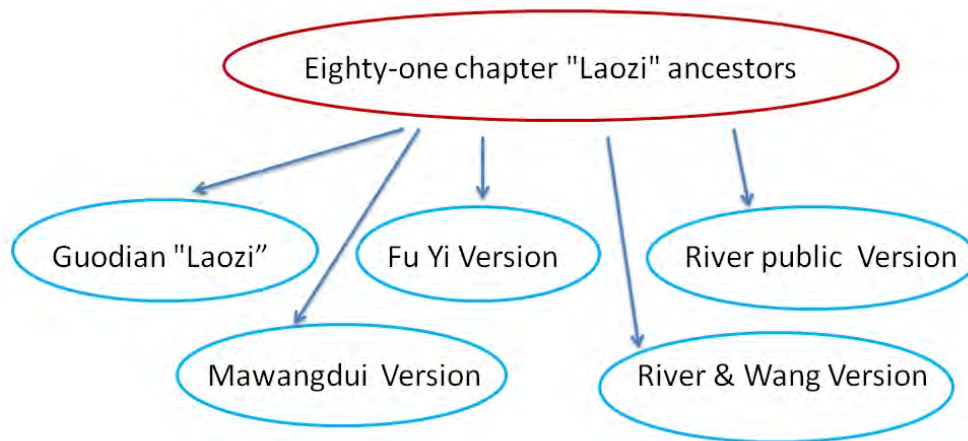 Eighty-one chapter "Laozi" ancestors
Guodian "Laozi”
Fu Yi Version
River public Version
Mawangdui Version
River & Wang Version